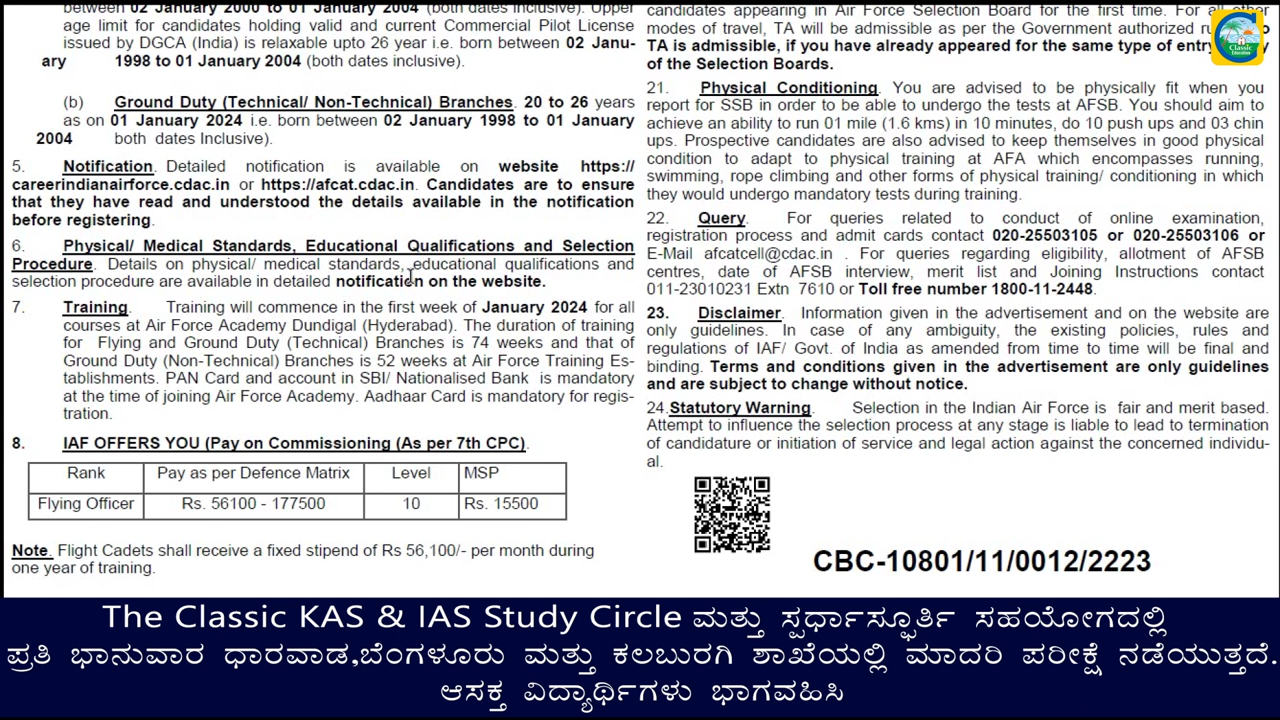 between 02 January 2000 to 01 January 2004 (both dates inclusive). Upper
age limit for candidates holding valid and current Commercial Pilot License
issued by DGCA (India) is relaxable upto 26 year i.e. born between 02 Janu-
ary 1998 to 01 January 2004 (both dates inclusive).
(b) Ground Duty (Technical/ Non-Technical) Branches. 20 to 26 years
as on 01 January 2024 i.e. born between 02 January 1998 to 01 January
2004 both dates Inclusive).
5. Notification. Detailed notification is available on website https://
careerindianairforce.cdac.in or https://afcat.cdac.in. Candidates are to ensure
that they have read and understood the details available in the notification
before registering.
6. Physical/ Medical Standards, Educational Qualifications and Selection
Procedure. Details on physical/ medical standards, educational qualifications and
selection procedure are available in detailed notification on the website.
7. Training. Training will commence in the first week of January 2024 for all
courses at Air Force Academy Dundigal (Hyderabad). The duration of training
for Flying and Ground Duty (Technical) Branches is 74 weeks and that of
Ground Duty (Non-Technical) Branches is 52 weeks at Air Force Training Es-
tablishments. PAN Card and account in SBI/ Nationalised Bank is mandatory
at the time of joining Air Force Academy. Aadhaar Card is mandatory for regis-
tration.
8. IAF OFFERS YOU (Pay on Commissioning (As per 7th CPC).
Rank Pay as per Defence Matrix Level MSP
Flying Officer Rs. 56100 - 177500 10 Rs. 15500
Note. Flight Cadets shall receive a fixed stipend of Rs 56,100/- per month during
one year of training.
candidates appearing in Air Force Selection Board for the first time. For all other
modes of travel, TA will be admissible as per the Government authorized
TA is admissible, if you have already appeared for the same type of entry
of the Selection Boards.
21. Physical Conditioning. You are advised to be physically fit when you
report for SSB in order to be able to undergo the tests at AFSB. You should aim to
achieve an ability to run 01 mile (1.6 kms) in 10 minutes, do 10 push ups and 03 chin
ups. Prospective candidates are also advised to keep themselves in good physical
condition to adapt to physical training at AFA which encompasses running,
swimming, rope climbing and other forms of physical training/ conditioning in which
they would undergo mandatory tests during training.
22. Query. For queries related to conduct of online examination,
registration process and admit cards contact 020-25503105 or 020-25503106 or
E-Mail afcatcell@cdac.in . For queries regarding eligibility, allotment of AFSB
centres, date of AFSB interview, merit list and Joining Instructions contact
011-23010231 Extn 7610 or Toll free number 1800-11-2448.
23. Disclaimer. Information given in the advertisement and on the website are
only guidelines. In case of any ambiguity, the existing policies, rules and
regulations of IAF/ Govt. of India as amended from time to time will be final and
binding. Terms and conditions given in the advertisement are only guidelines
and are subject to change without notice.
24.Statutory Warning. Selection in the Indian Air Force is fair and merit based.
Attempt to influence the selection process at any stage is liable to lead to termination
of candidature or initiation of service and legal action against the concerned individu-
al.
CBC-10801/11/0012/2223
Classic
Education
The Classic KAS & IAS Study Circle ಮತ್ತು ಸ್ಪರ್ಧಾಸ್ಫೂರ್ತಿ ಸಹಯೋಗದಲ್ಲಿ
ಪ್ರತಿ ಭಾನುವಾರ ಧಾರವಾಡ,ಬೆಂಗಳೂರು ಮತ್ತು ಕಲಬುರಗಿ ಶಾಖೆಯಲ್ಲಿ ಮಾದರಿ ಪರೀಕ್ಷೆ ನಡೆಯುತ್ತದೆ.
ಆಸಕ್ತ ವಿದ್ಯಾರ್ಥಿಗಳು ಭಾಗವಹಿಸಿ